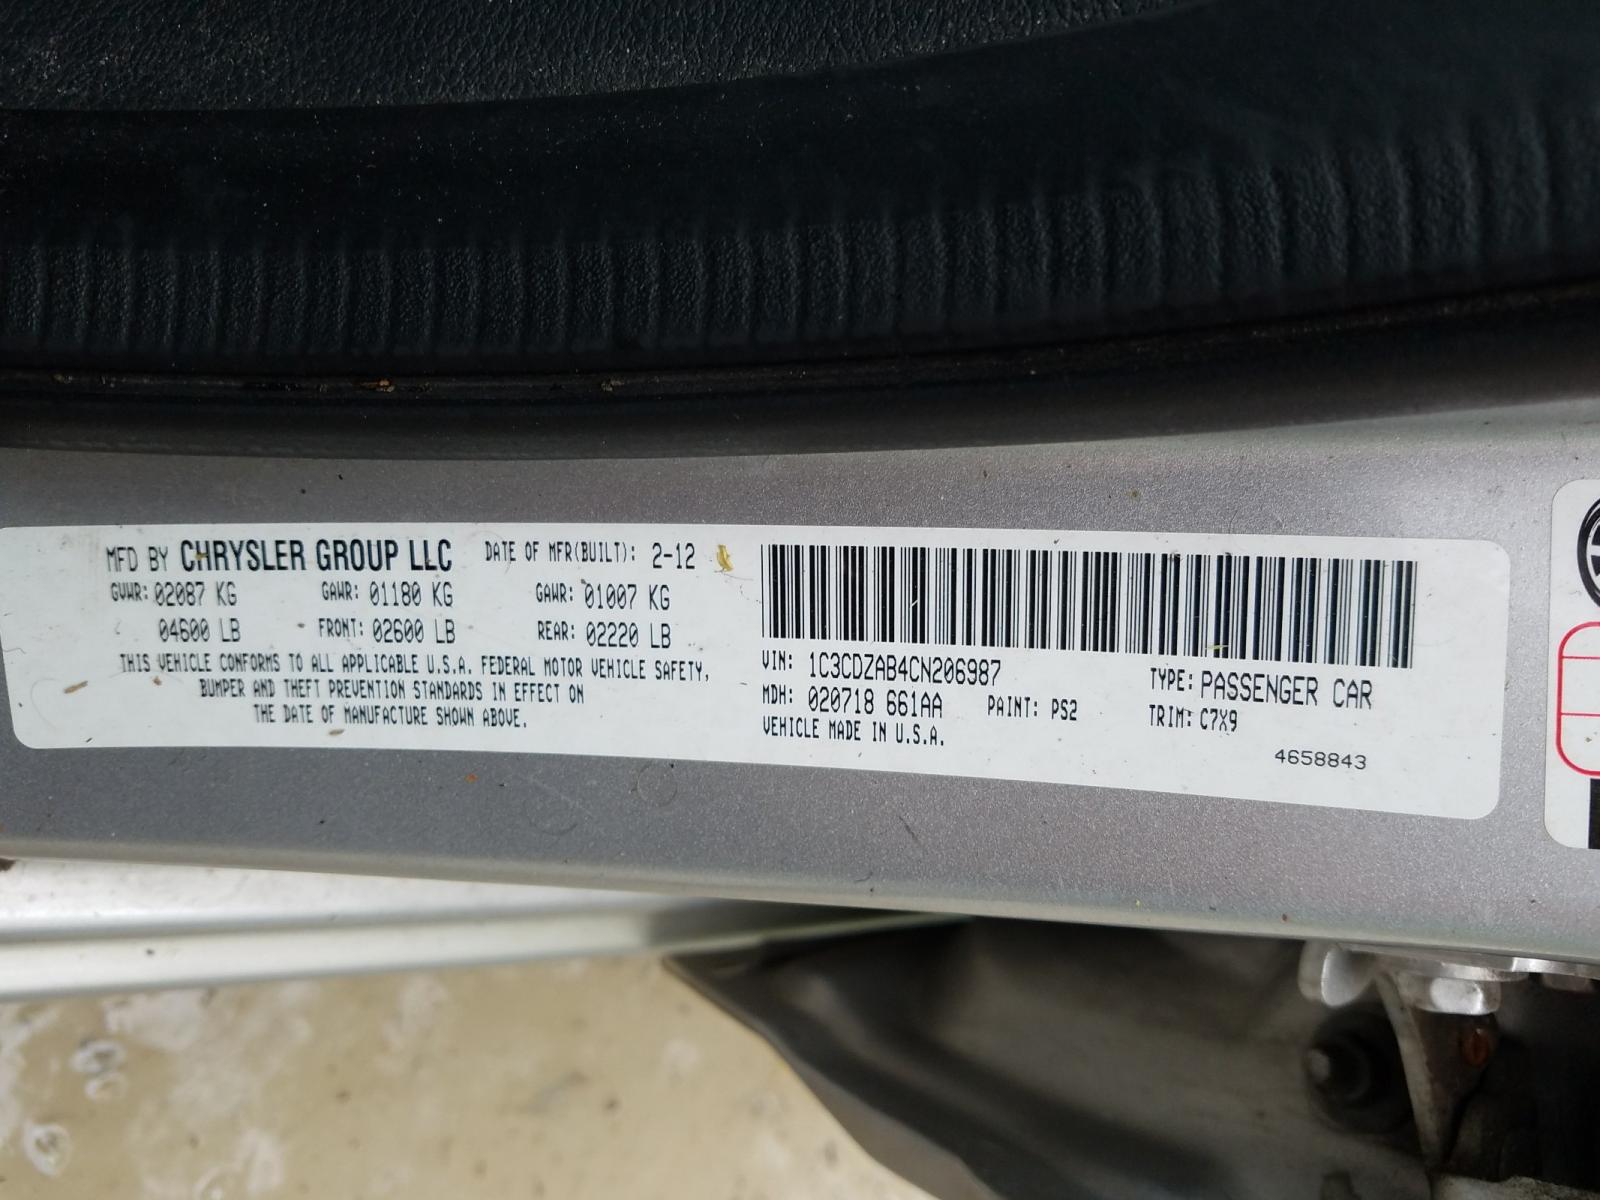 MFD BY CHRYSLER GROUP LLC DATE OF MFR(BUILT): 2-12
GVWR: 02087 KG GAWR: 01180 KG GAWR: 01007 KG
04600 LB FRONT: 02600 LB REAR: 02220 LB
THIS VEHICLE CONFORMS TO ALL APPLICABLE U.S.A. FEDERAL MOTOR VEHICLE SAFETY,
BUMPER AND THEFT PREVENTION STANDARDS IN EFFECT ON
THE DATE OF MANUFACTURE SHOWN ABOVE.
VIN: 1C3CDZAB4CN206987 TYPE: PASSENGER CAR
MDH: 020718 661AA PAINT: PS2 TRIM: C7X9
VEHICLE MADE IN U.S.A.
4658843